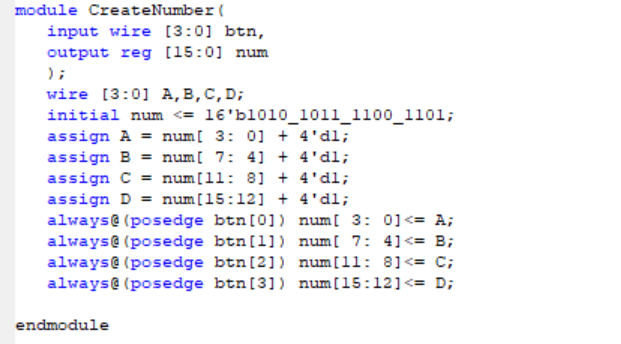 module CreateNumber(
input wire [3:0] btn,
output reg [15:0] num
);
wire [3:0] A,B,C,D;
initial num <= 16'b1010_1011_1100_1101;
assign A = num[ 3: 0] + 4'd1;
assign B = num[ 7: 4] + 4'd1;
assign C = num[11: 8] + 4'd1;
assign D = num[15:12] + 4'd1;
always@(posedge btn[0]) num[ 3: 0]<= A;
always@(posedge btn[1]) num[ 7: 4]<= B;
always@(posedge btn[2]) num[11: 8]<= C;
always@(posedge btn[3]) num[15:12]<= D;
endmodule